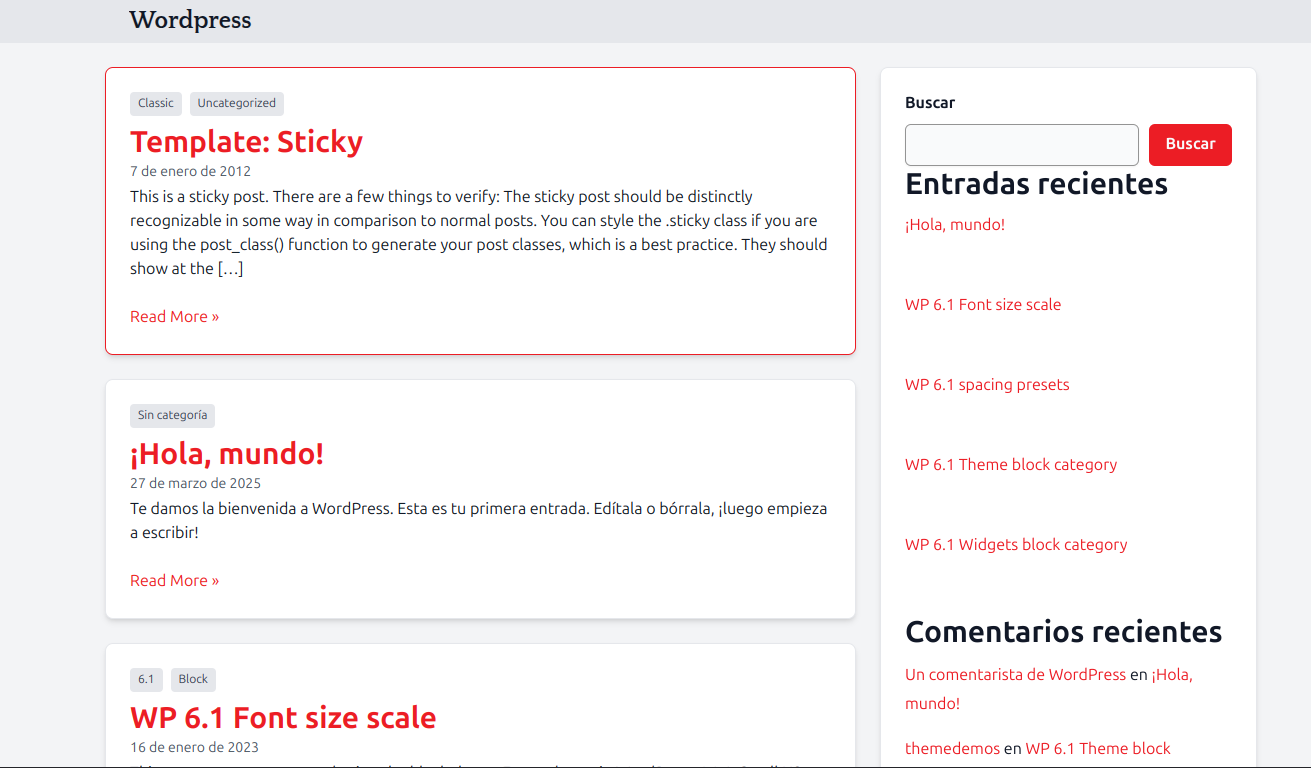 Wordpress
Classic
Uncategorized
Template: Sticky
7 de enero de 2012
This is a sticky post. There are a few things to verify: The sticky post should be distinctly
recognizable in some way in comparison to normal posts. You can style the .sticky class if you are
using the post_class() function to generate your post classes, which is a best practice. They should
show at the […]
Read More »
Sin categoría
¡Hola, mundo!
27 de marzo de 2025
Te damos la bienvenida a WordPress. Esta es tu primera entrada. Edítala o bórrala, ¡luego empieza
a escribir!
Read More »
6.1
Block
WP 6.1 Font size scale
16 de enero de 2023
Buscar
Buscar
Entradas recientes
¡Hola, mundo!
WP 6.1 Font size scale
WP 6.1 spacing presets
WP 6.1 Theme block category
WP 6.1 Widgets block category
Comentarios recientes
Un comentarista de WordPress en ¡Hola,
mundo!
themedemos en WP 6.1 Theme block